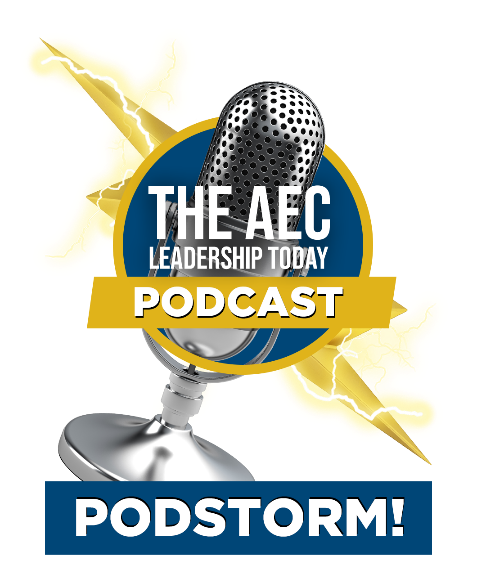 THE AEC
LEADERSHIP TODAY
PODCAST
PODSTORM!